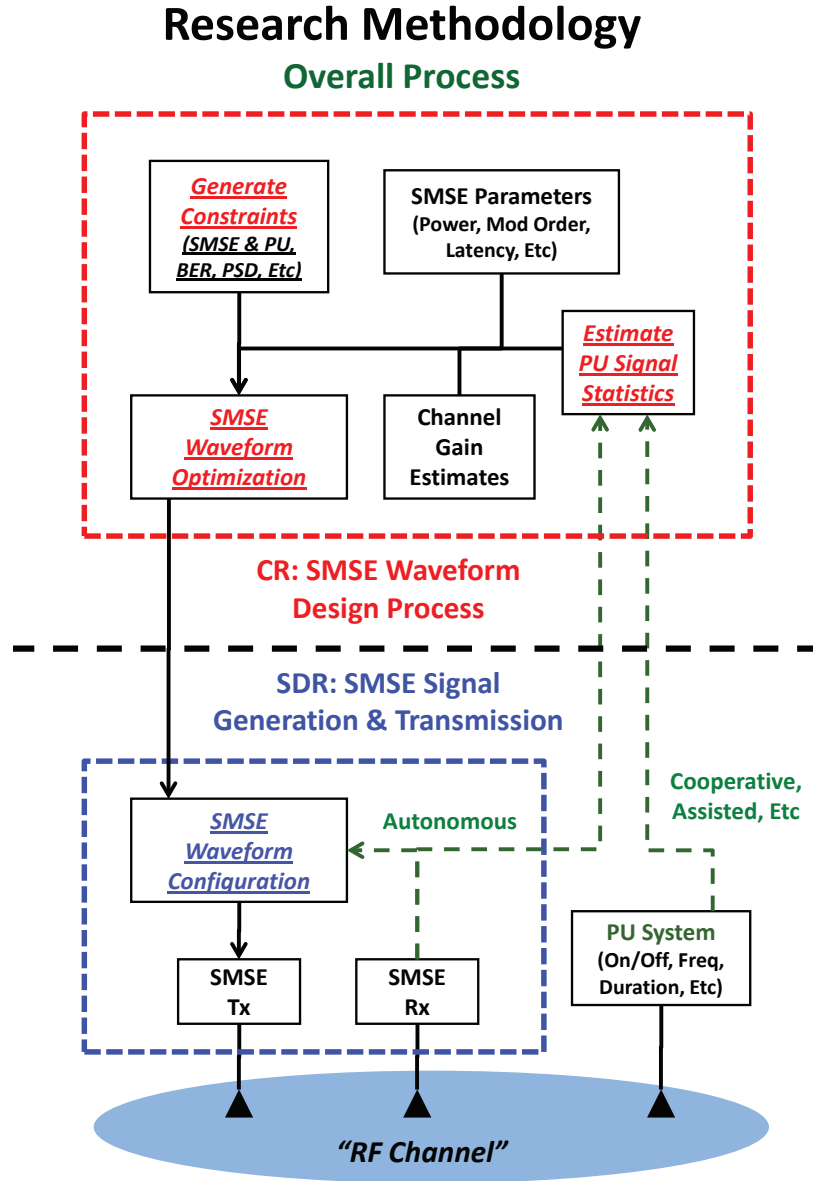 Research Methodology
Overall Process
Generate
Constraints
(SMSE & PU,
BER, PSD, Etc)
SMSE Parameters
(Power, Mod Order,
Latency, Etc)
Estimate
PU Signal
Statistics
SMSE
Waveform
Optimization
Channel
Gain
Estimates
CR: SMSE Waveform
Design Process
SDR: SMSE Signal
Generation & Transmission
Cooperative,
Assisted, Etc
Autonomous
SMSE
Waveform
Configuration
PU System
(On/Off, Freq,
Duration, Etc)
SMSE
Tx
SMSE
Rx
“RF Channel”